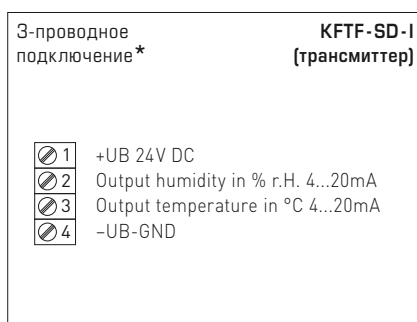 3-проводное
подключение*
KFTF-SD-I
(трансмиттер)
1 +UB 24V DC
2 Output humidity in % r.H. 4...20mA
3 Output temperature in °C 4...20mA
4 –UB-GND